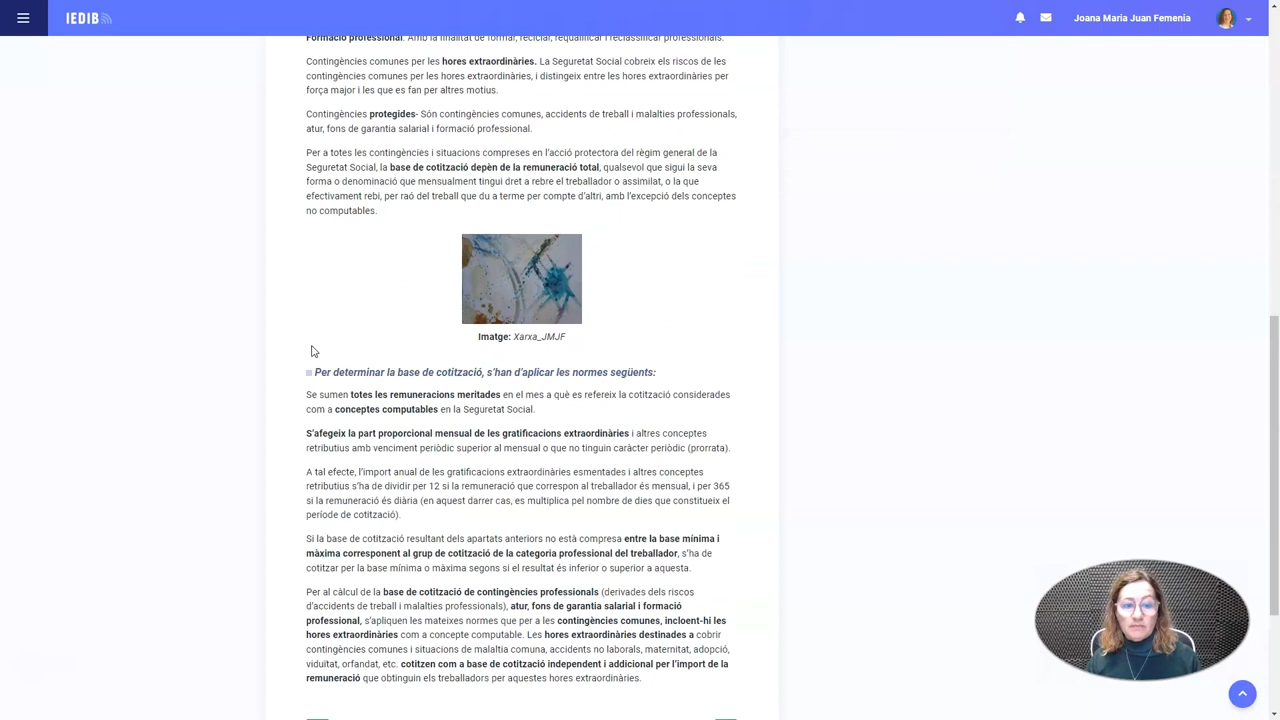 IEDIB
Joana Maria Juan Femenia
Formació professional. Amb la finalitat de formar, reciclar, requalificar i reclassificar professionals.
Contingències comunes per les hores extraordinàries. La Seguretat Social cobreix els riscos de les
contingències comunes per les hores extraordinàries, i distingeix entre les hores extraordinàries per
força major i les que es fan per altres motius.
Contingències protegides- Són contingències comunes, accidents de treball i malalties professionals,
atur, fons de garantia salarial i formació professional.
Per a totes les contingències i situacions compreses en l’acció protectora del règim general de la
Seguretat Social, la base de cotització depèn de la remuneració total, qualsevol que sigui la seva
forma o denominació que mensualment tingui dret a rebre el treballador o assimilat, o la que
efectivament rebi, per raó del treball que du a terme per compte d’altri, amb l’excepció dels conceptes
no computables.
Imatge: Xarxa_JMJF
Per determinar la base de cotització, s’han d’aplicar les normes següents:
Se sumen totes les remuneracions meritades en el mes a què es refereix la cotització considerades
com a conceptes computables en la Seguretat Social.
S’afegeix la part proporcional mensual de les gratificacions extraordinàries i altres conceptes
retributius amb venciment periòdic superior al mensual o que no tinguin caràcter periòdic (prorrata).
A tal efecte, l’import anual de les gratificacions extraordinàries esmentades i altres conceptes
retributius s’ha de dividir per 12 si la remuneració que correspon al treballador és mensual, i per 365
si la remuneració és diària (en aquest darrer cas, es multiplica pel nombre de dies que constitueix el
període de cotització).
Si la base de cotització resultant dels apartats anteriors no està compresa entre la base mínima i
màxima corresponent al grup de cotització de la categoria professional del treballador, s’ha de
cotitzar per la base mínima o màxima segons si el resultat és inferior o superior a aquesta.
Per al càlcul de la base de cotització de contingències professionals (derivades dels riscos
d’accidents de treball i malalties professionals), atur, fons de garantia salarial i formació
professional, s’apliquen les mateixes normes que per a les contingències comunes, incloent-hi les
hores extraordinàries com a concepte computable. Les hores extraordinàries destinades a cobrir
contingències comunes i situacions de malaltia comuna, accidents no laborals, maternitat, adopció,
viduïtat, orfandat, etc. cotitzen com a base de cotització independent i addicional per l’import de la
remuneració que obtinguin els treballadors per aquestes hores extraordinàries.